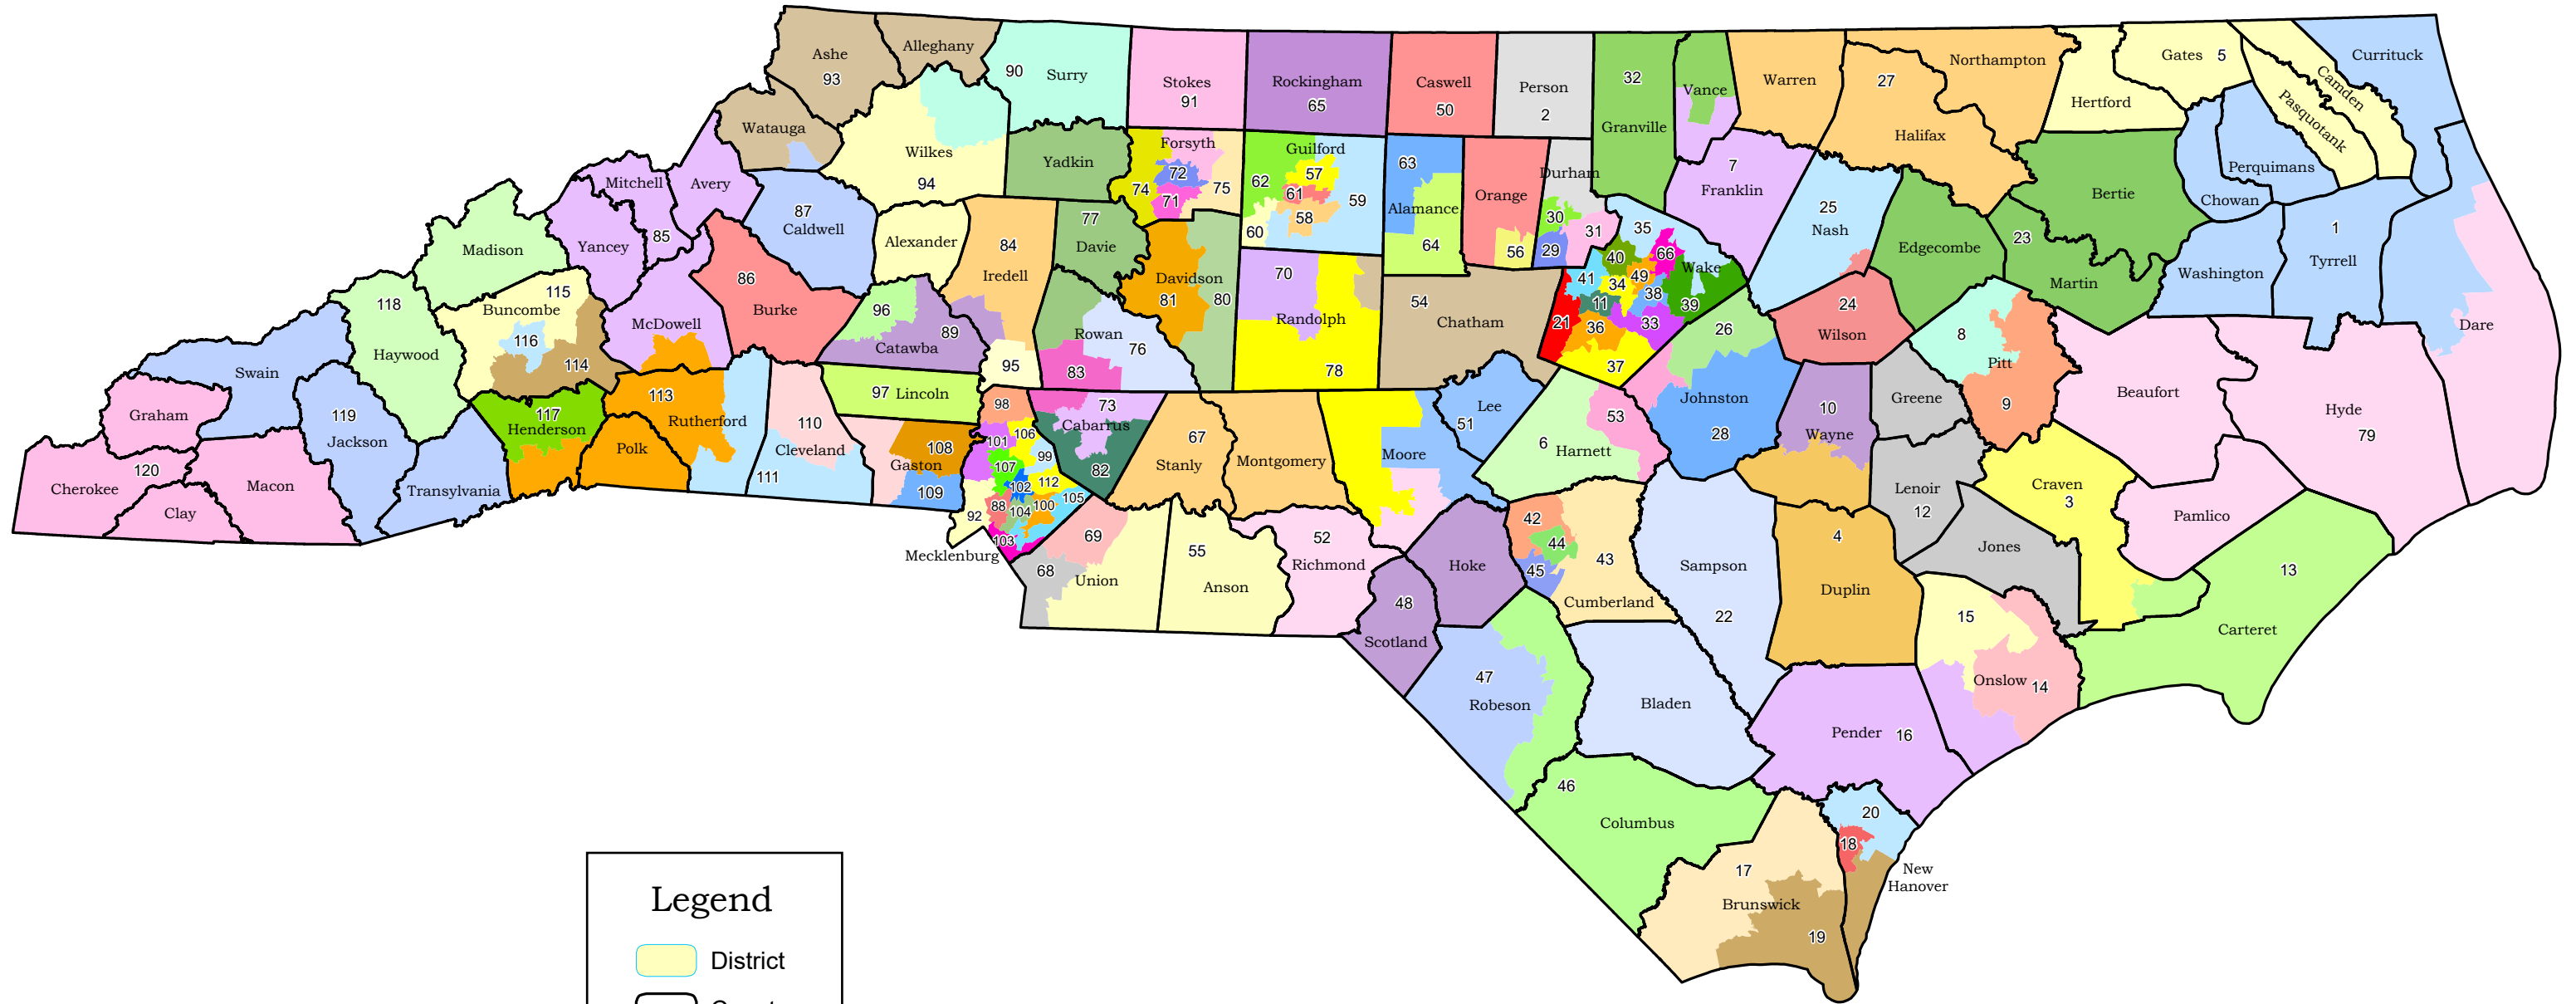 Ashe
93
Alleghany
90 Surry
Stokes
91
Rockingham
65
Caswell
50
Person
2
32
Granville
Vance
Warren
27
Northampton
Halifax
Gates 5
Hertford
Camden
Pasquotank
Currituck
Perquimans
Chowan
Bertie
Watauga
Wilkes
94
Yadkin
Forsyth
74
72
71
75
Guilford
62
57
61
58
60
59
63
Alamance
64
Orange
56
Durham
30
29
31
7
Franklin
25
Nash
Edgecombe
23
Martin
1
Tyrrell
Washington
Dare
Mitchell
Avery
85
Yancey
Madison
87
Caldwell
Alexander
84
Iredell
77
Davie
Davidson
81
80
70
Randolph
78
54
Chatham
35
40
66
41
34
49
Wake
11
38
39
21
36
33
37
26
24
Wilson
8
Pitt
9
118
Haywood
115
Buncombe
116
114
McDowell
86
Burke
96
89
Catawba
95
Rowan
76
83
Swain
Graham
119
Jackson
120
Cherokee
Clay
Macon
Transylvania
117
Henderson
113
Rutherford
Polk
110
Cleveland
111
97 Lincoln
108
Gaston
109
98
101
106
107
99
102
112
105
88
104
100
92
103
Mecklenburg
73
Cabarrus
82
67
Stanly
Montgomery
Moore
Lee
51
6
Harnett
53
Johnston
28
10
Wayne
Greene
Lenoir
12
Beaufort
Hyde
79
Craven
3
Pamlico
Jones
68
69
Union
55
Anson
52
Richmond
48
Scotland
Hoke
42
44
45
43
Cumberland
Sampson
22
4
Duplin
15
Onslow
14
13
Carteret
47
Robeson
Bladen
Pender 16
46
Columbus
17
Brunswick
19
20
18
New
Hanover
Legend
District